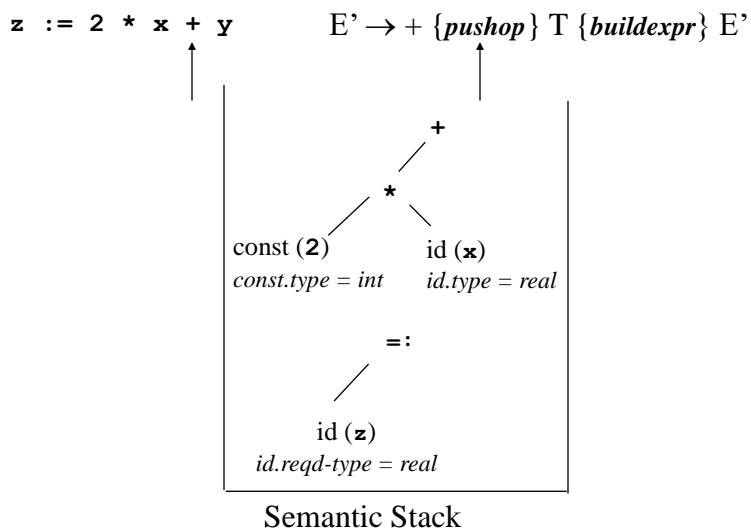 z := 2 * x + y
E’ → + {pushop} T {buildexpr} E’
+
*
const (2)
id (x)
const.type = int
id.type = real
=:
id (z)
id.reqd-type = real
Semantic Stack